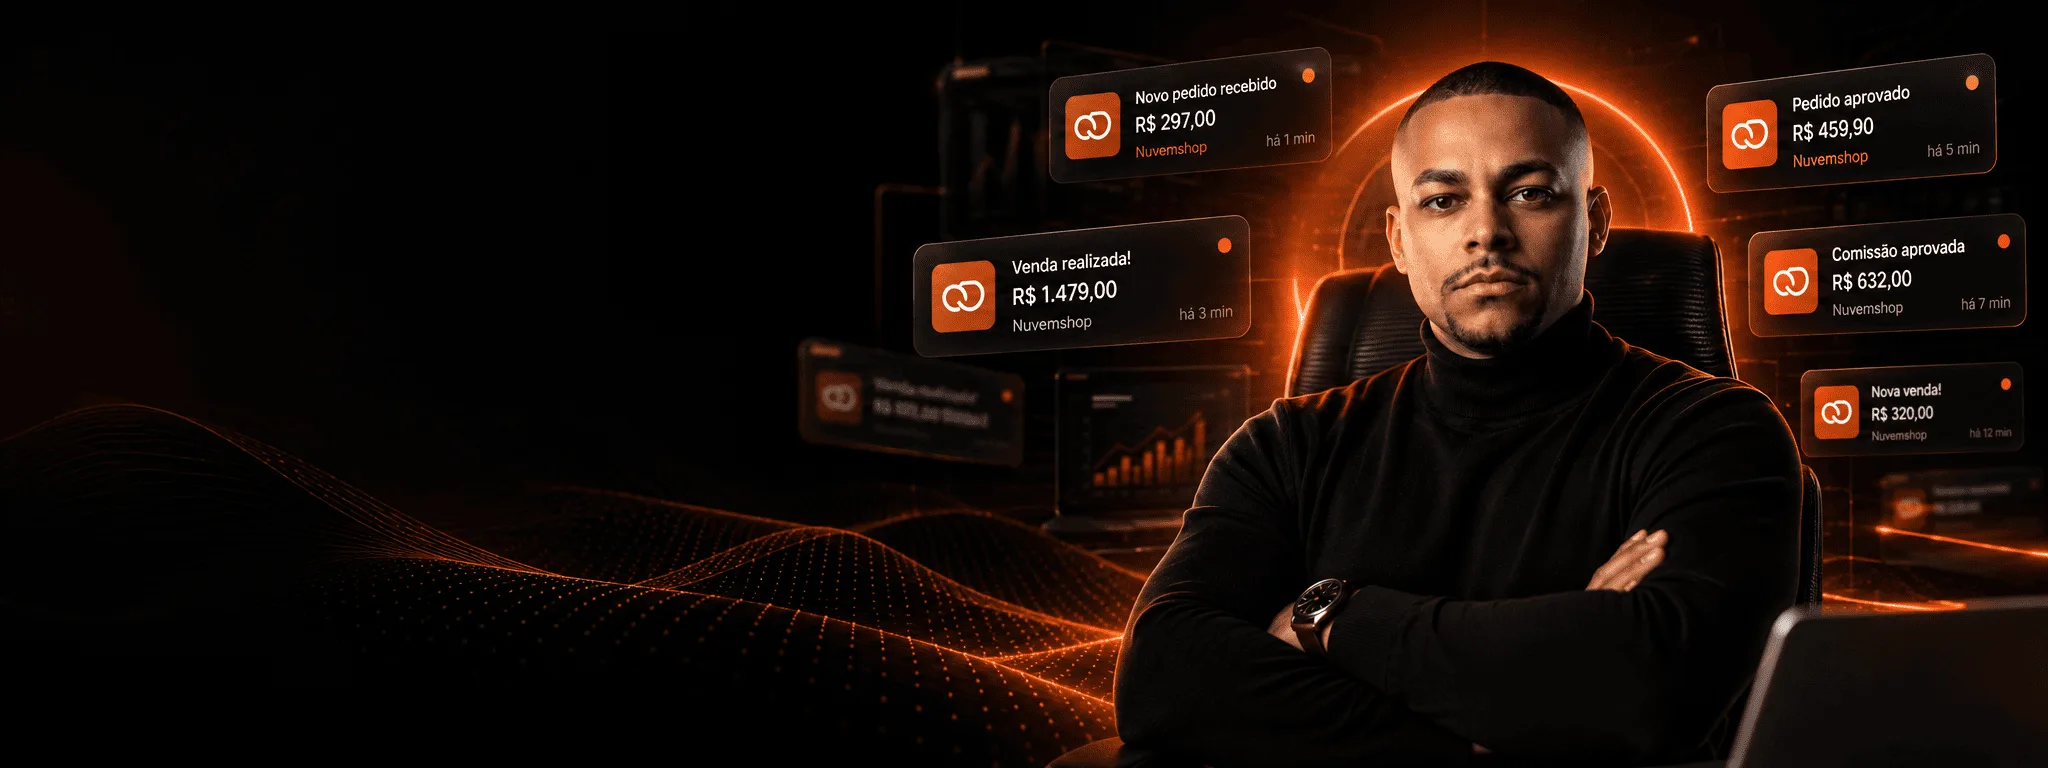 Novo pedido recebido
R$ 297,00
Nuvemshop
há 1 min
Venda realizada!
R$ 1.479,00
Nuvemshop
há 3 min
Pedido aprovado
R$ 459,90
Nuvemshop
há 5 min
Comissão aprovada
R$ 632,00
Nuvemshop
há 7 min
Nova venda!
R$ 320,00
Nuvemshop
há 12 min